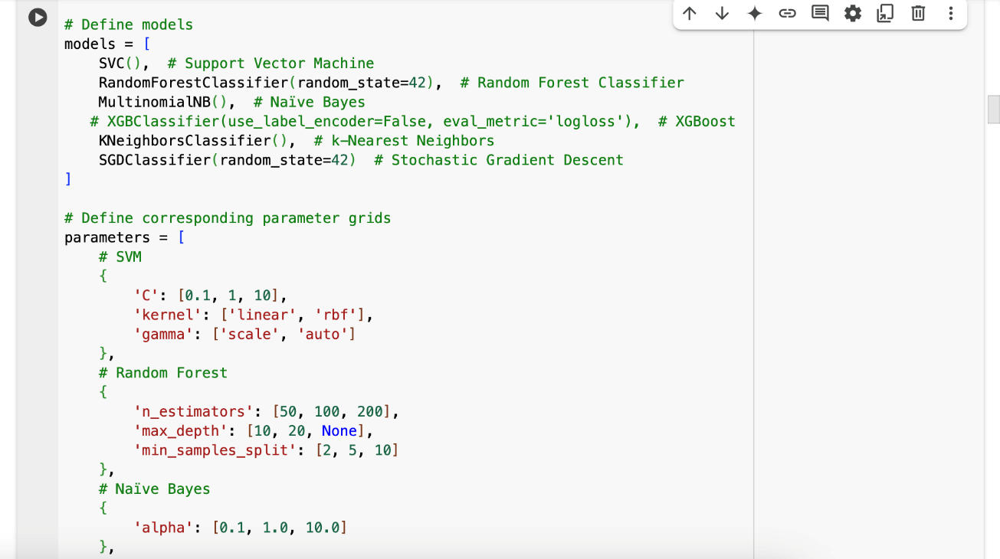 # Define models
models = [
    SVC(),  # Support Vector Machine
    RandomForestClassifier(random_state=42),  # Random Forest Classifier
    MultinomialNB(),  # Naïve Bayes
   # XGBClassifier(use_label_encoder=False, eval_metric='logloss'),  # XGBoost
    KNeighborsClassifier(),  # k-Nearest Neighbors
    SGDClassifier(random_state=42)  # Stochastic Gradient Descent
]

# Define corresponding parameter grids
parameters = [
    # SVM
    {
        'C': [0.1, 1, 10],
        'kernel': ['linear', 'rbf'],
        'gamma': ['scale', 'auto']
    },
    # Random Forest
    {
        'n_estimators': [50, 100, 200],
        'max_depth': [10, 20, None],
        'min_samples_split': [2, 5, 10]
    },
    # Naïve Bayes
    {
        'alpha': [0.1, 1.0, 10.0]
    },